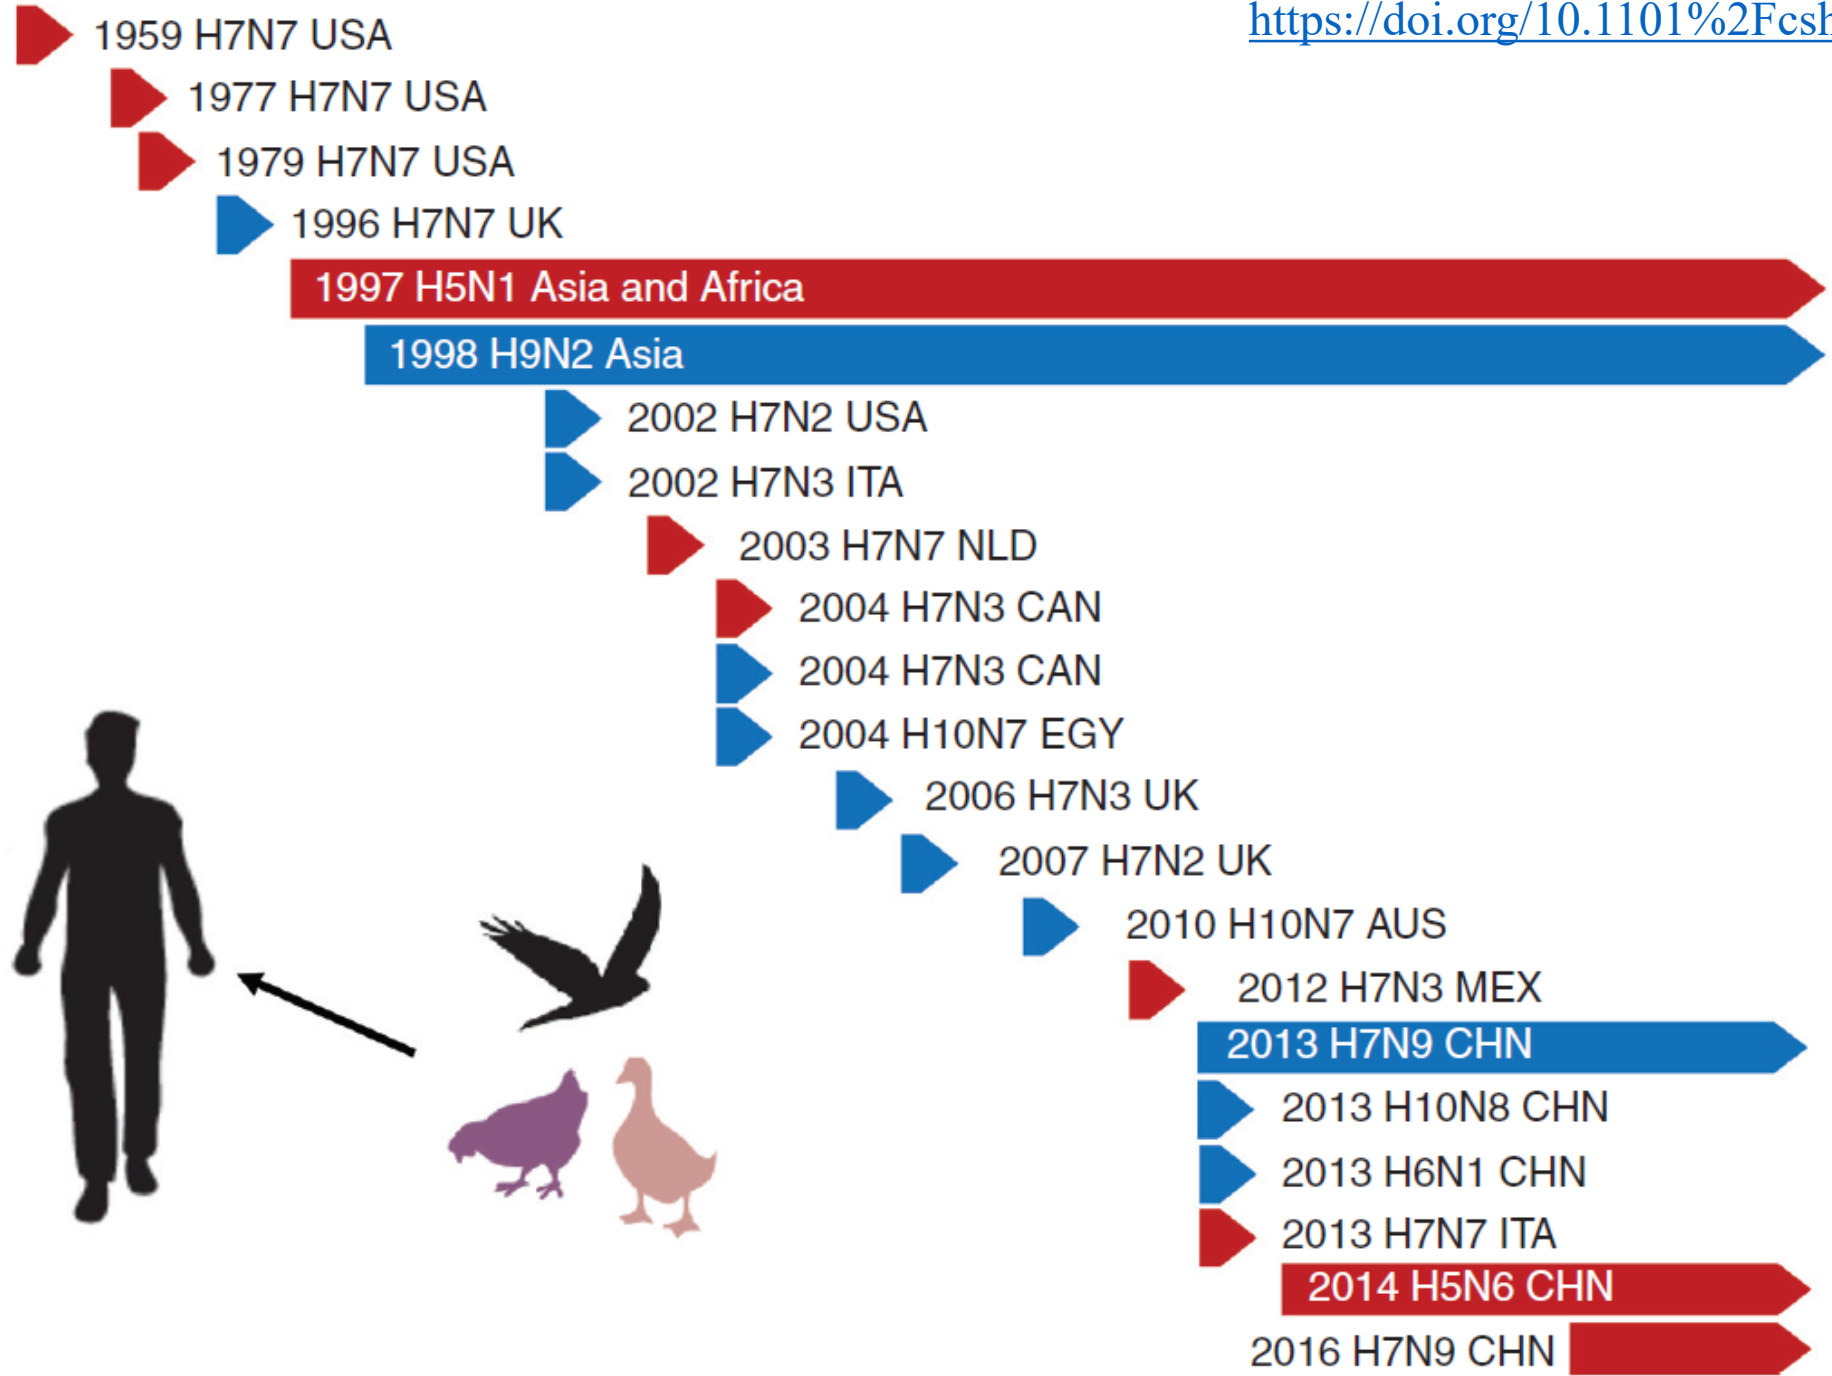 https://doi.org/10.1101%2Fcsh
1959 H7N7 USA
1977 H7N7 USA
1979 H7N7 USA
1996 H7N7 UK
1997 H5N1 Asia and Africa
1998 H9N2 Asia
2002 H7N2 USA
2002 H7N3 ITA
2003 H7N7 NLD
2004 H7N3 CAN
2004 H7N3 CAN
2004 H10N7 EGY
2006 H7N3 UK
2007 H7N2 UK
2010 H10N7 AUS
2012 H7N3 MEX
2013 H7N9 CHN
2013 H10N8 CHN
2013 H6N1 CHN
2013 H7N7 ITA
2014 H5N6 CHN
2016 H7N9 CHN